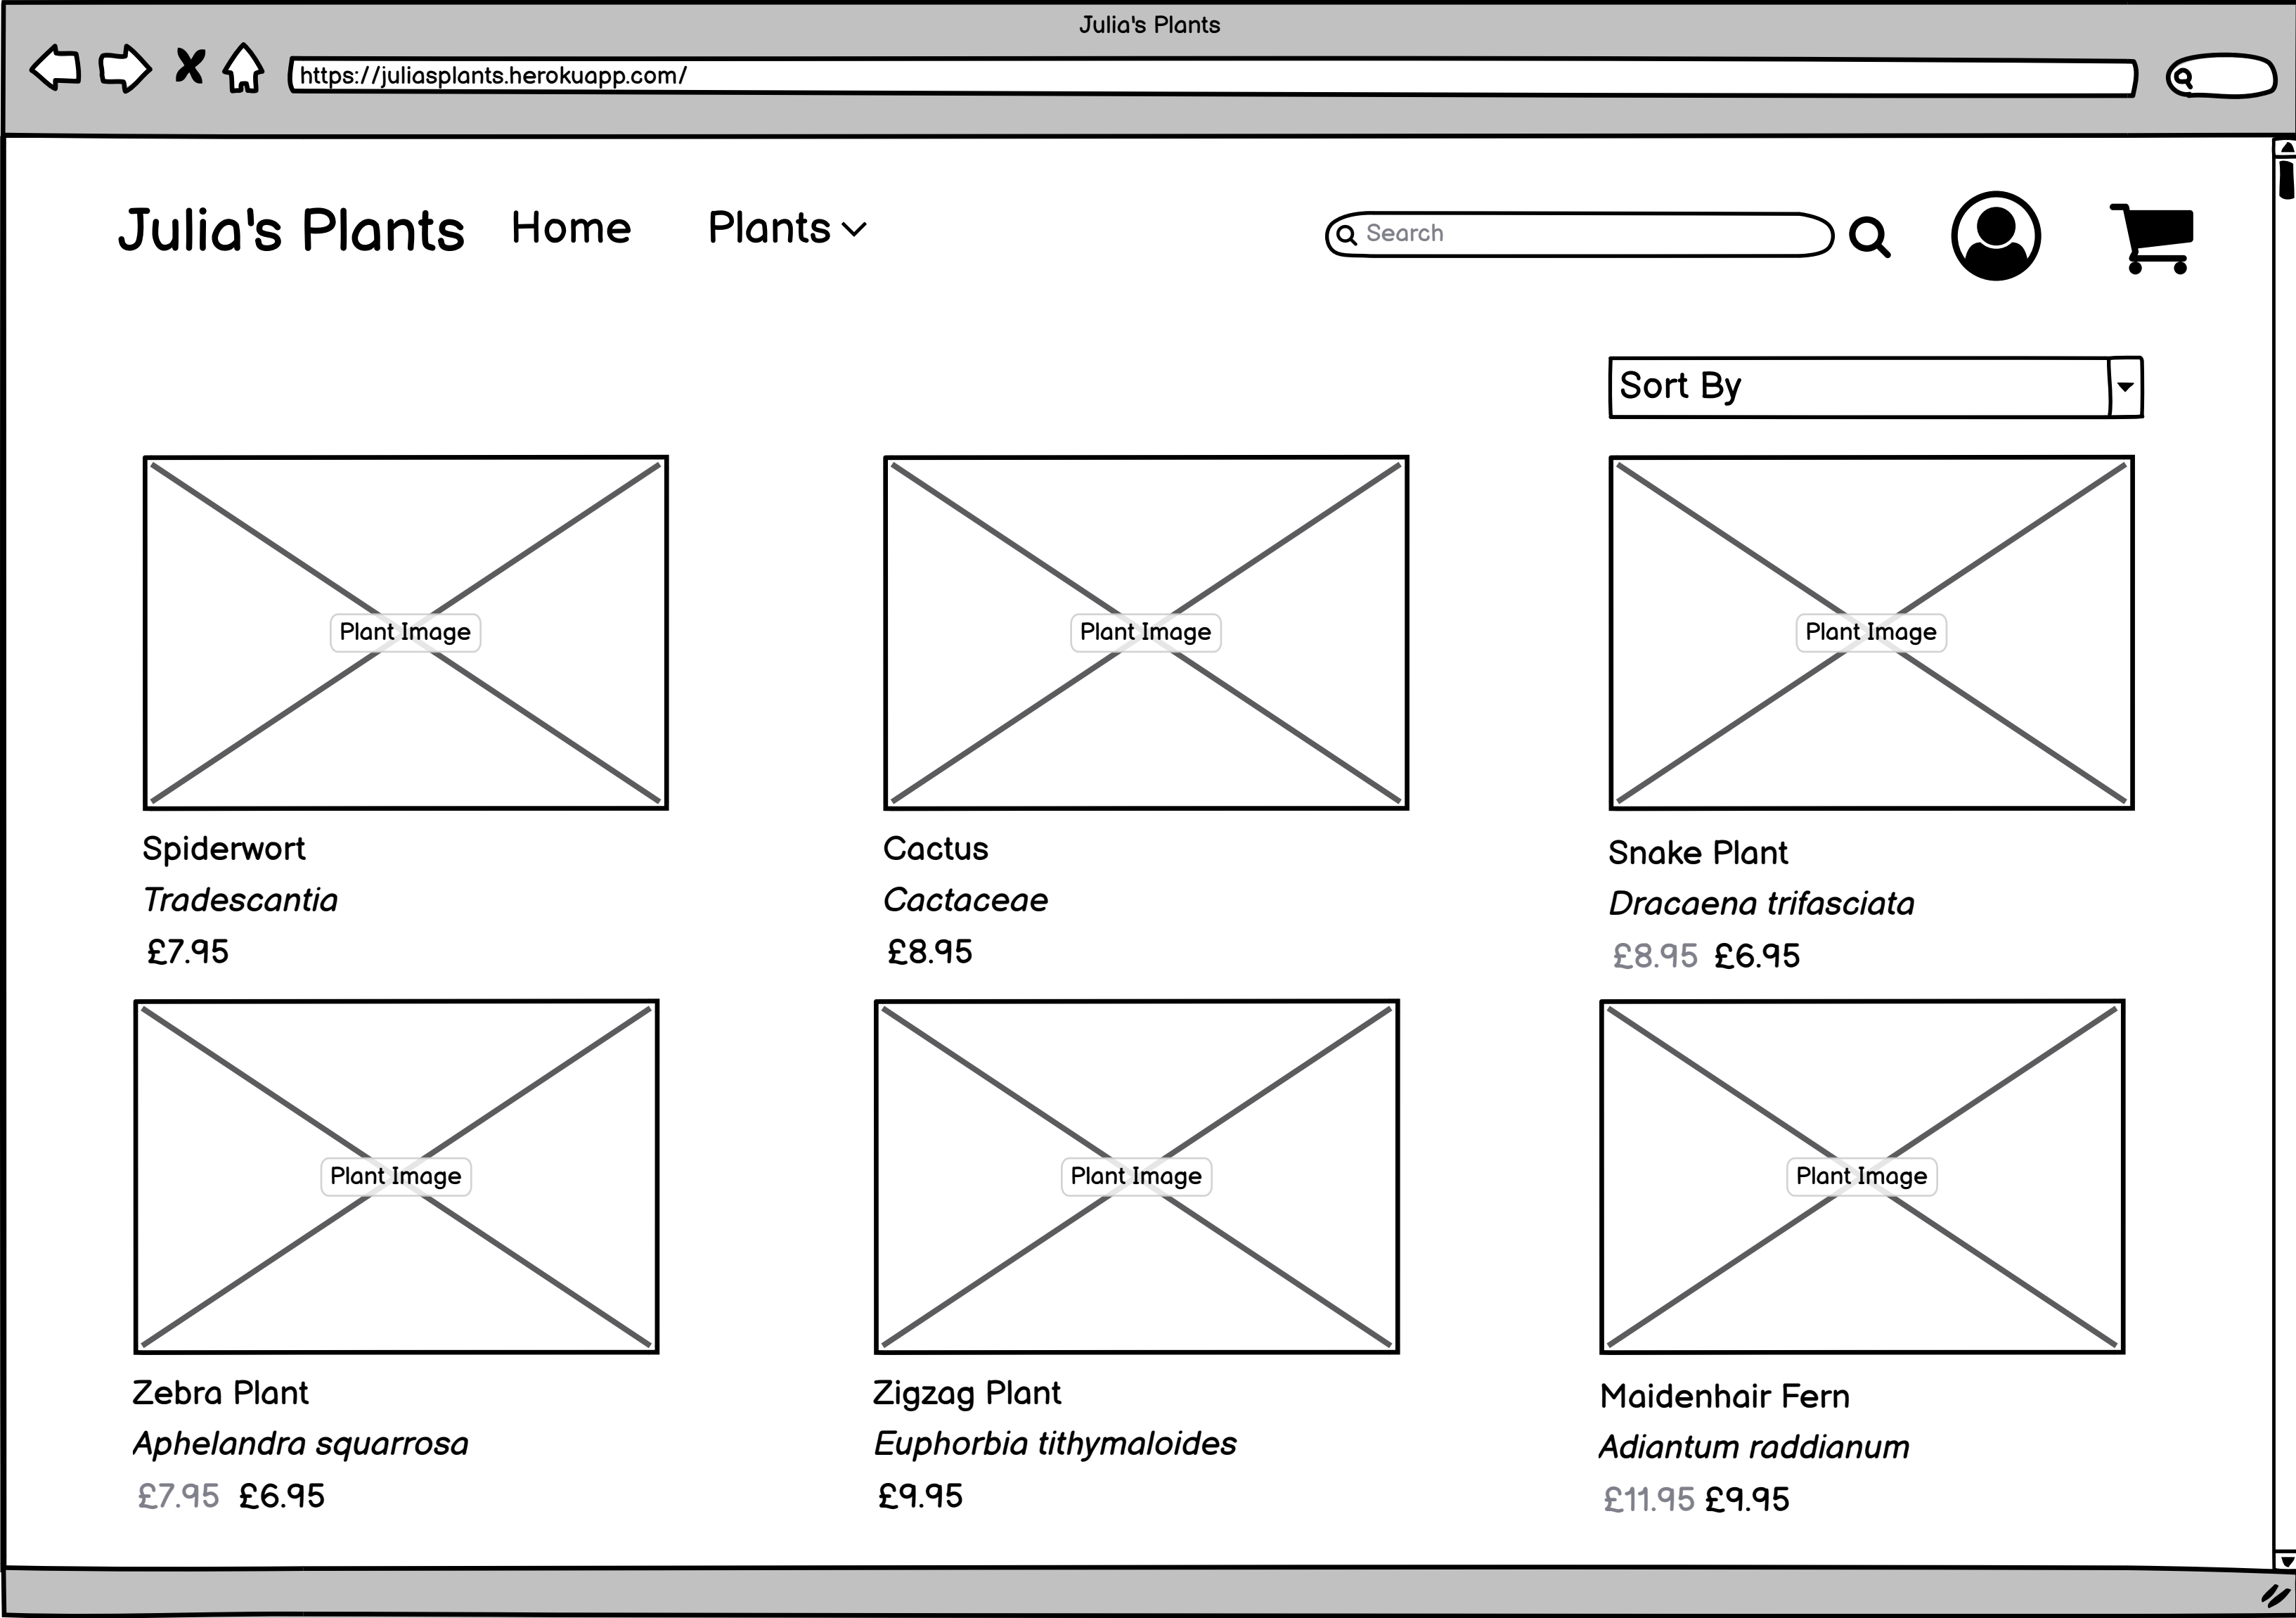 Julia's Plants
https://juliasplants.herokuapp.com/
Julia's Plants Home Plants Search
Sort By
Plant Image Plant Image Plant Image
Spiderwort Cactus Snake Plant
Tradescantia Cactaceae Dracaena trifasciata
£7.95 £8.95 £8.95 £6.95
Plant Image Plant Image Plant Image
Zebra Plant Zigzag Plant Maidenhair Fern
Aphelandra squarrosa Euphorbia tithymaloides Adiantum raddianum
£7.95 £6.95 £9.95 £11.95 £9.95